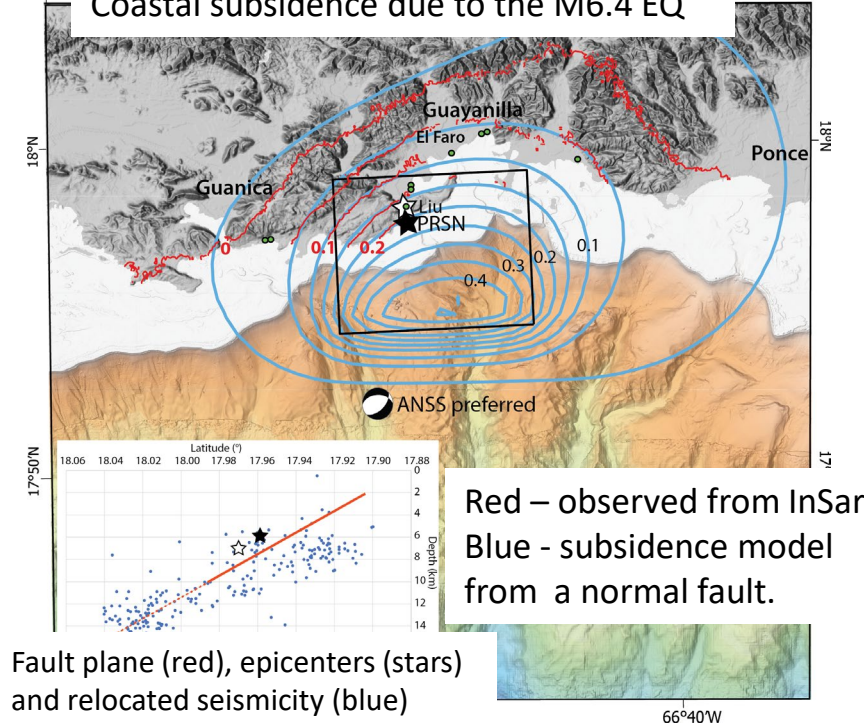 Coastal subsidence due to the M6.4 EQ
Guayanilla
El Faro
18°N
18°N
Ponce
Guanica
Liu
PRSN
0
0.1
0.2
0.1
0.2
0.3
0.4
ANSS preferred
Latitude (°)
18.06 18.04 18.02 18.00 17.98 17.96 17.94 17.92 17.90 17.88
0
2
4
6
8
10
12
14
Depth (km)
17°50'N
17°
Red – observed from InSar
Blue - subsidence model
from a normal fault.
Fault plane (red), epicenters (stars)
and relocated seismicity (blue)
66°40'W